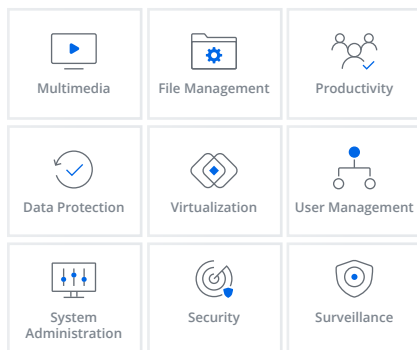 Multimedia
File Management
Productivity
Data Protection
Virtualization
User Management
System
Administration
Security
Surveillance